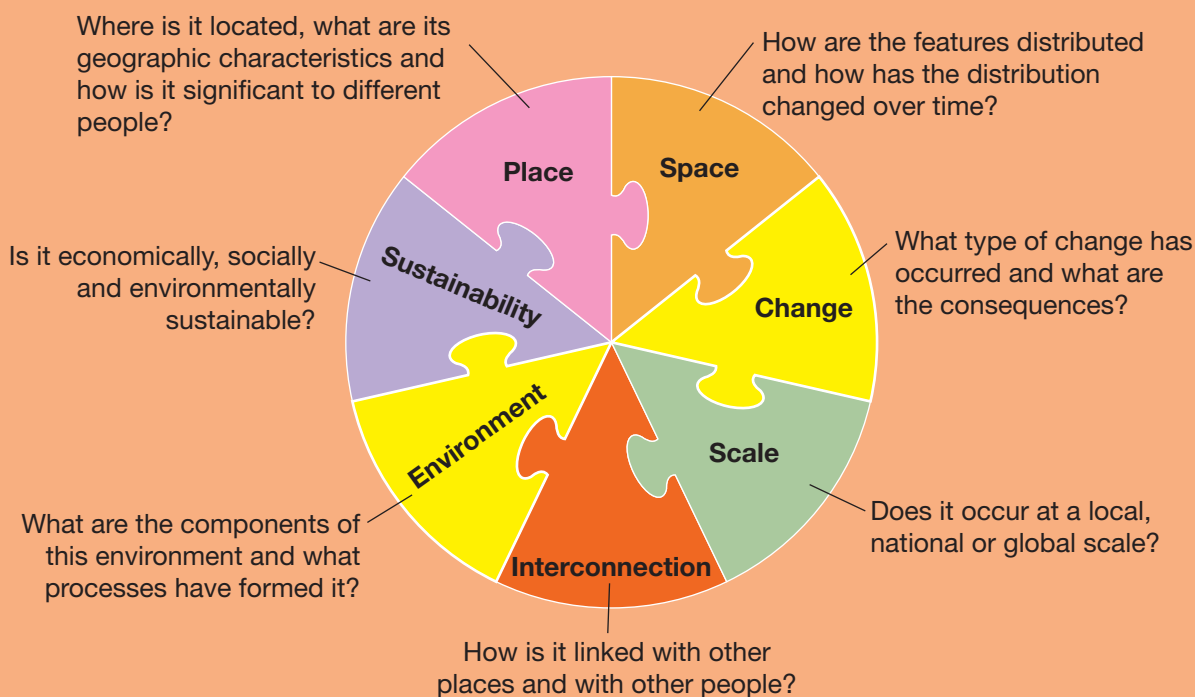 Where is it located, what are its
geographic characteristics and
how is it significant to different
people?
How are the features distributed
and how has the distribution
changed over time?
Place
Space
Is it economically, socially
and environmentally
sustainable?
Sustainability
Change
What type of change has
occurred and what are
the consequences?
Environment
Scale
What are the components of
this environment and what
processes have formed it?
Interconnection
Does it occur at a local,
national or global scale?
How is it linked with other
places and with other people?